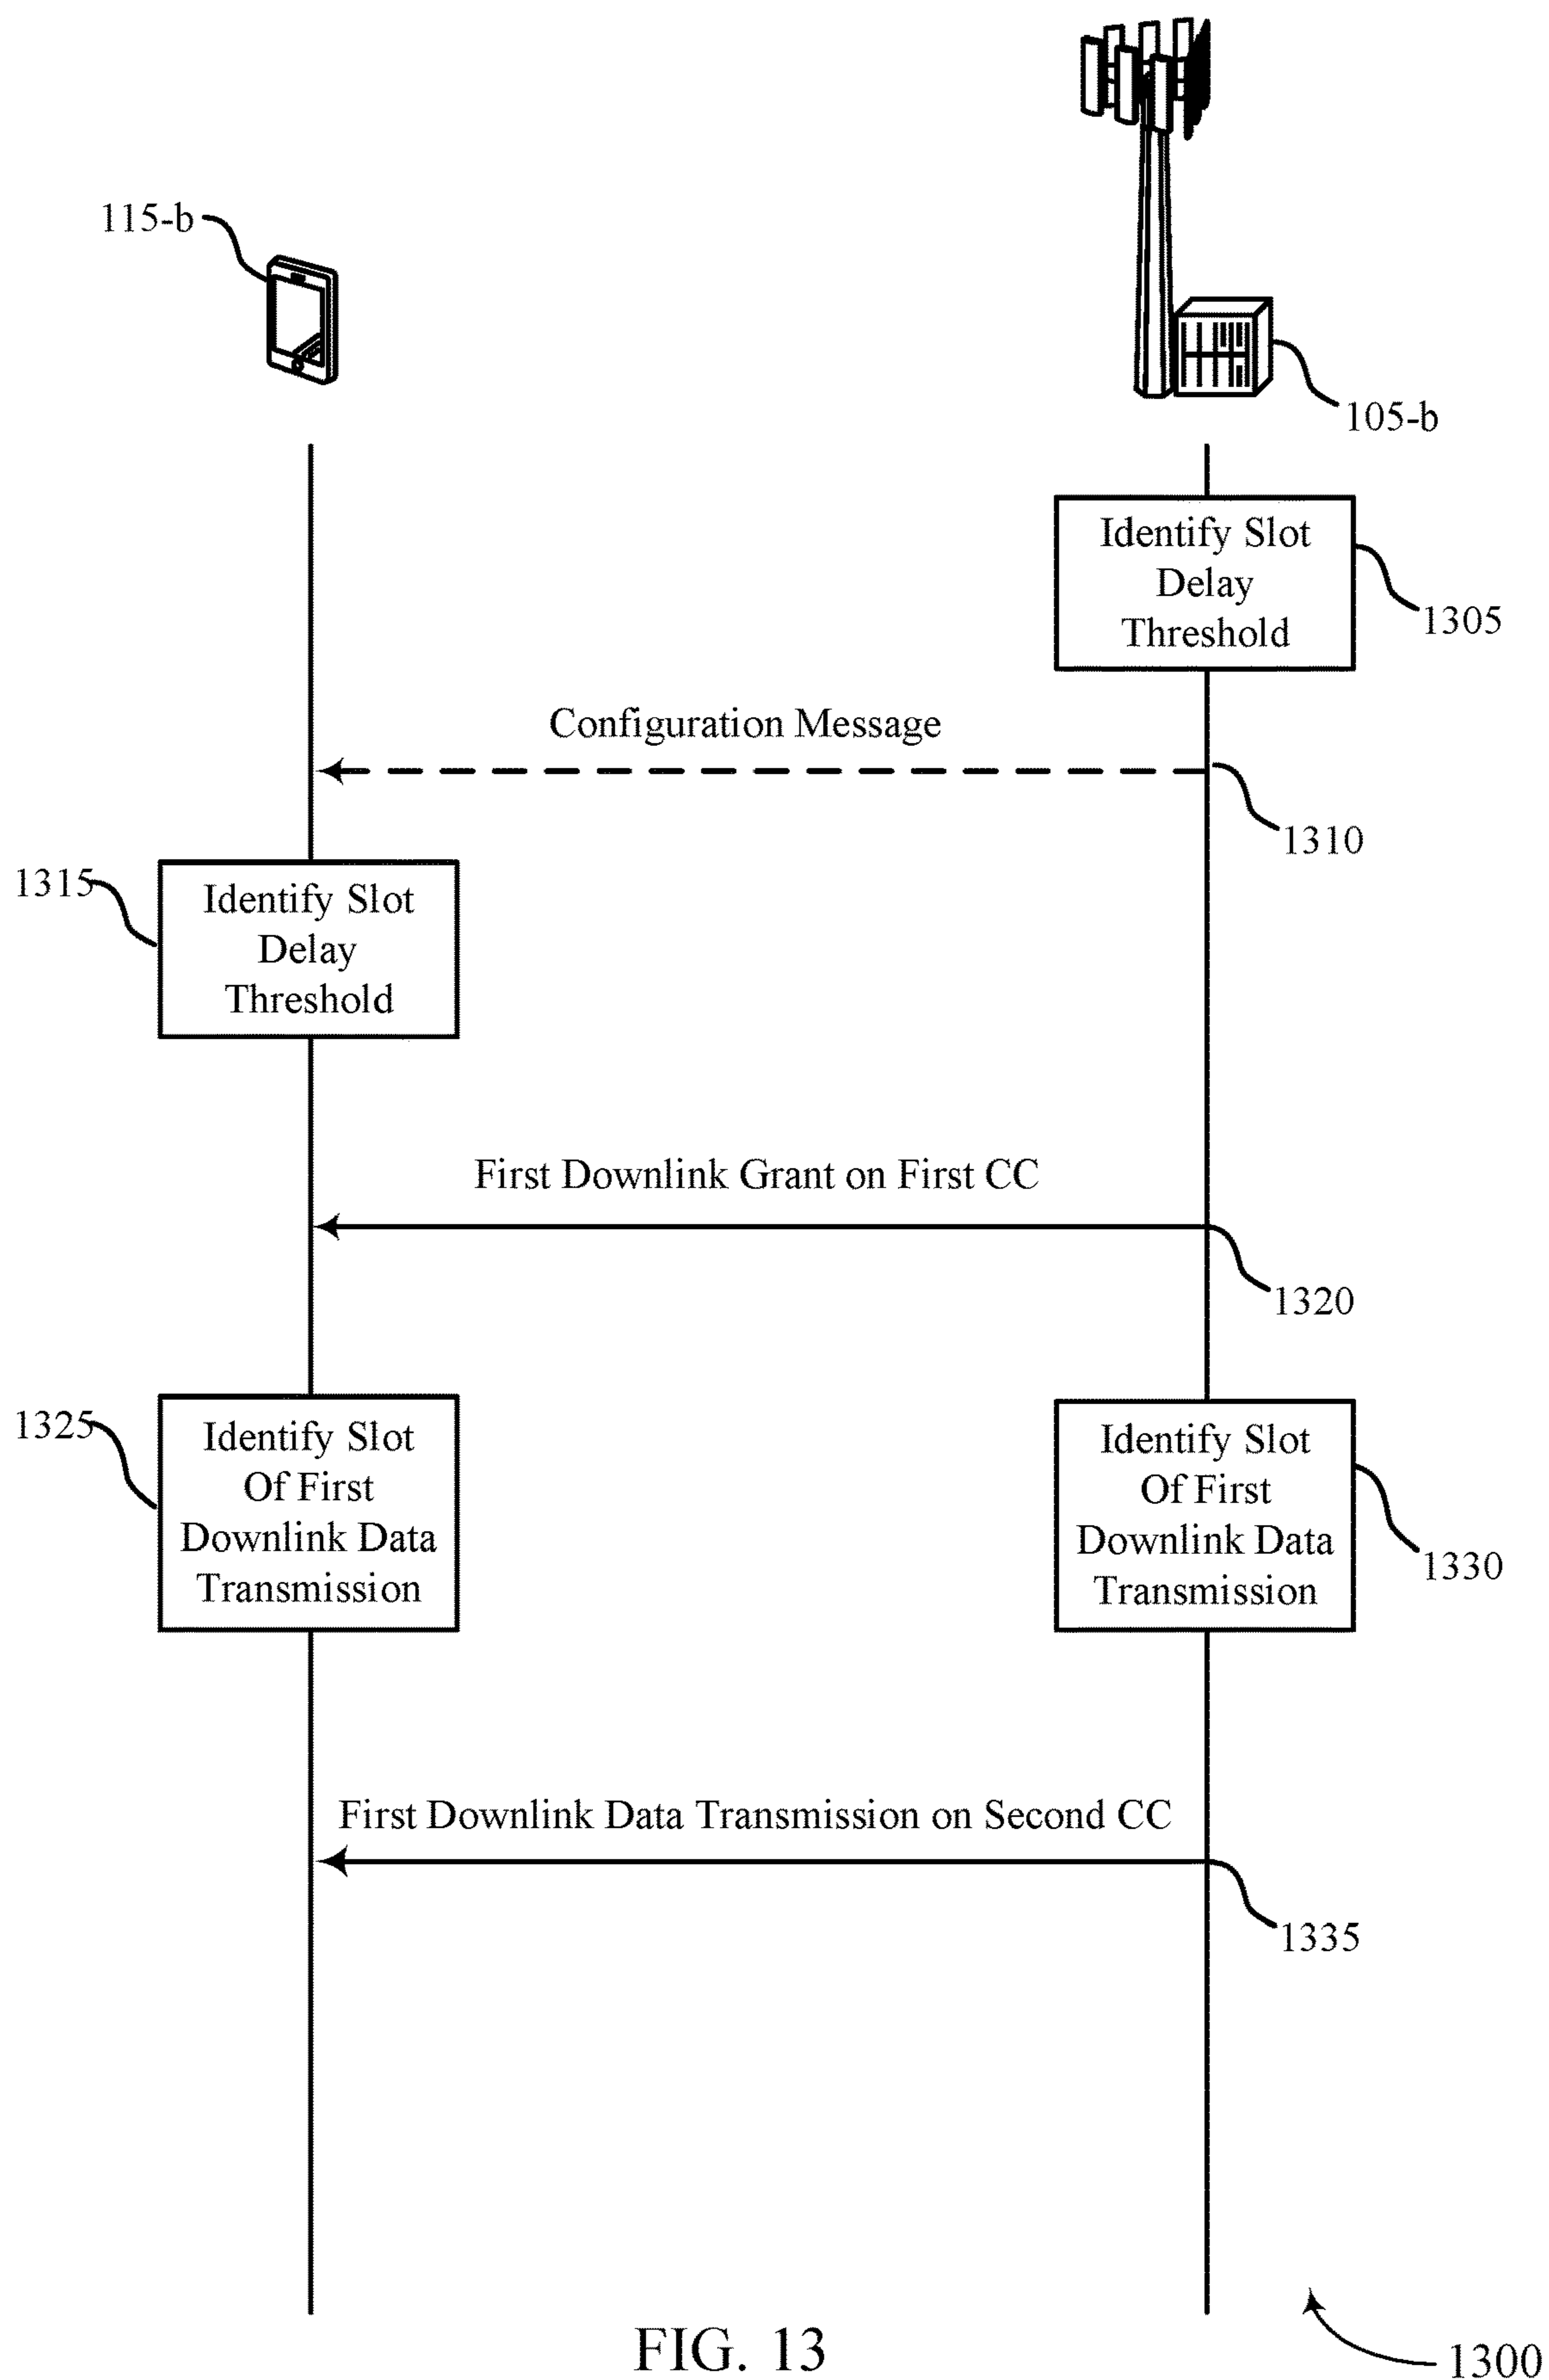 115-b
105-b
Identify Slot
Delay
Threshold
1305
Configuration Message
1310
1315
Identify Slot
Delay
Threshold
First Downlink Grant on First CC
1320
1325
Identify Slot
Of First
Downlink Data
Transmission
Identify Slot
Of First
Downlink Data
Transmission
1330
First Downlink Data Transmission on Second CC
1335
FIG. 13
1300